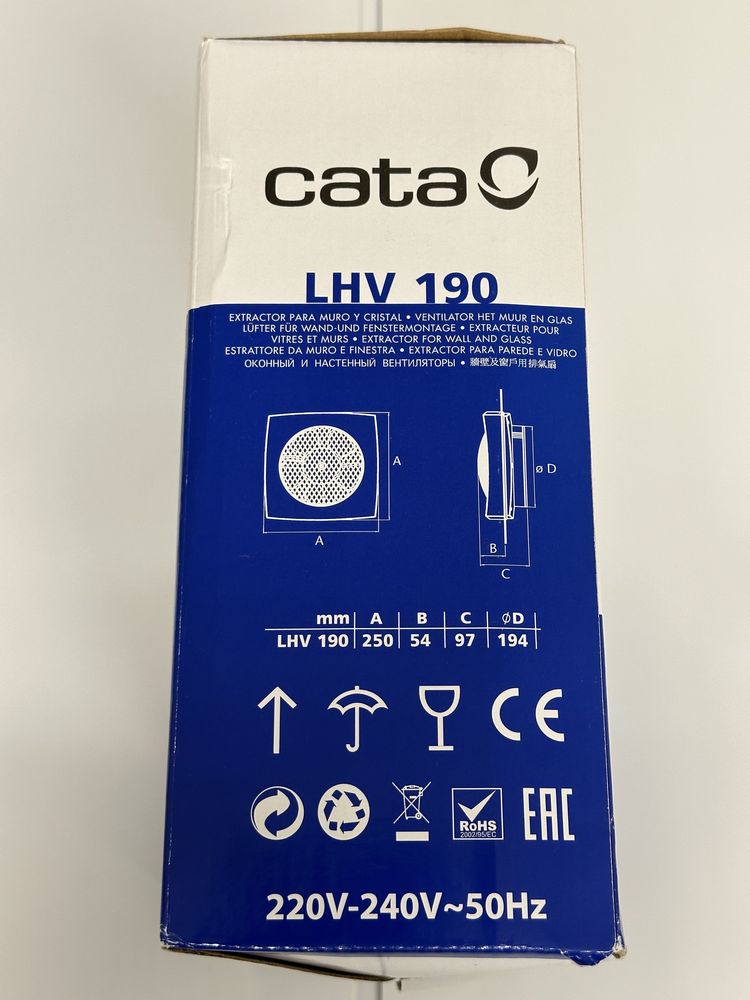 cata
LHV 190
EXTRACTOR PARA MURO Y CRISTAL • VENTILATOR HET MUUR EN GLAS
LÜFTER FÜR WAND-UND FENSTERMONTAGE • EXTRACTEUR POUR
VITRES ET MURS • EXTRACTOR FOR WALL AND GLASS
ESTRATTORE DA MURO E FINESTRA • EXTRACTOR PARA PAREDE E VIDRO
ОКОННЫЙ И НАСТЕННЫЙ ВЕНТИЛЯТОРЫ • 牆壁及窗戶用排氣扇
A
A
ø D
B
C
mm A B C ØD
LHV 190 250 54 97 194
CE
RoHS
2002/95/EC
EAC
220V-240V~50Hz